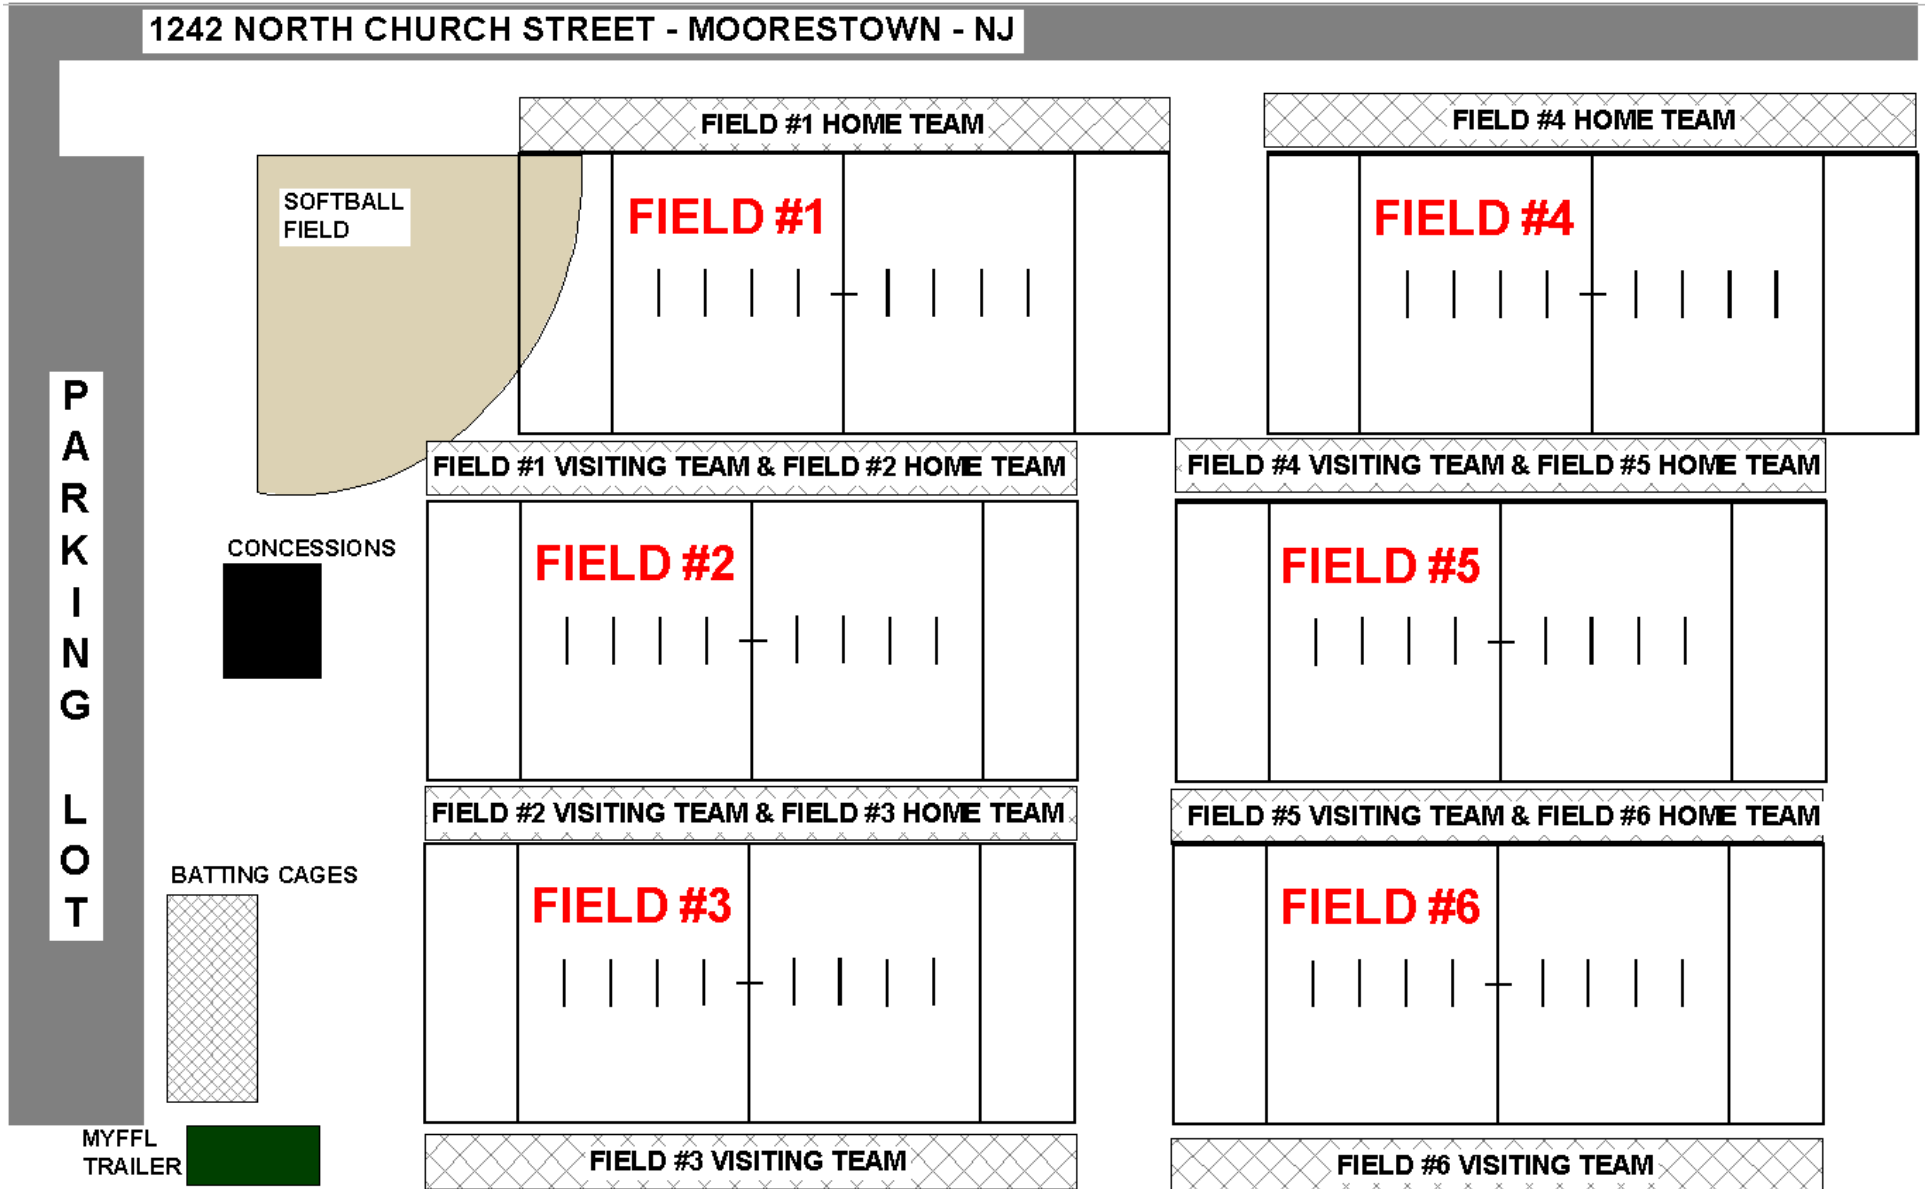 1242 NORTH CHURCH STREET - MOORESTOWN - NJ
FIELD #1 HOME TEAM
FIELD #4 HOME TEAM
SOFTBALL
FIELD
FIELD #1
FIELD #4
PARKING LOT
FIELD #1 VISITING TEAM & FIELD #2 HOME TEAM
FIELD #4 VISITING TEAM & FIELD #5 HOME TEAM
CONCESSIONS
FIELD #2
FIELD #5
FIELD #2 VISITING TEAM & FIELD #3 HOME TEAM
FIELD #5 VISITING TEAM & FIELD #6 HOME TEAM
BATTING CAGES
FIELD #3
FIELD #6
MYFFL
TRAILER
FIELD #3 VISITING TEAM
FIELD #6 VISITING TEAM